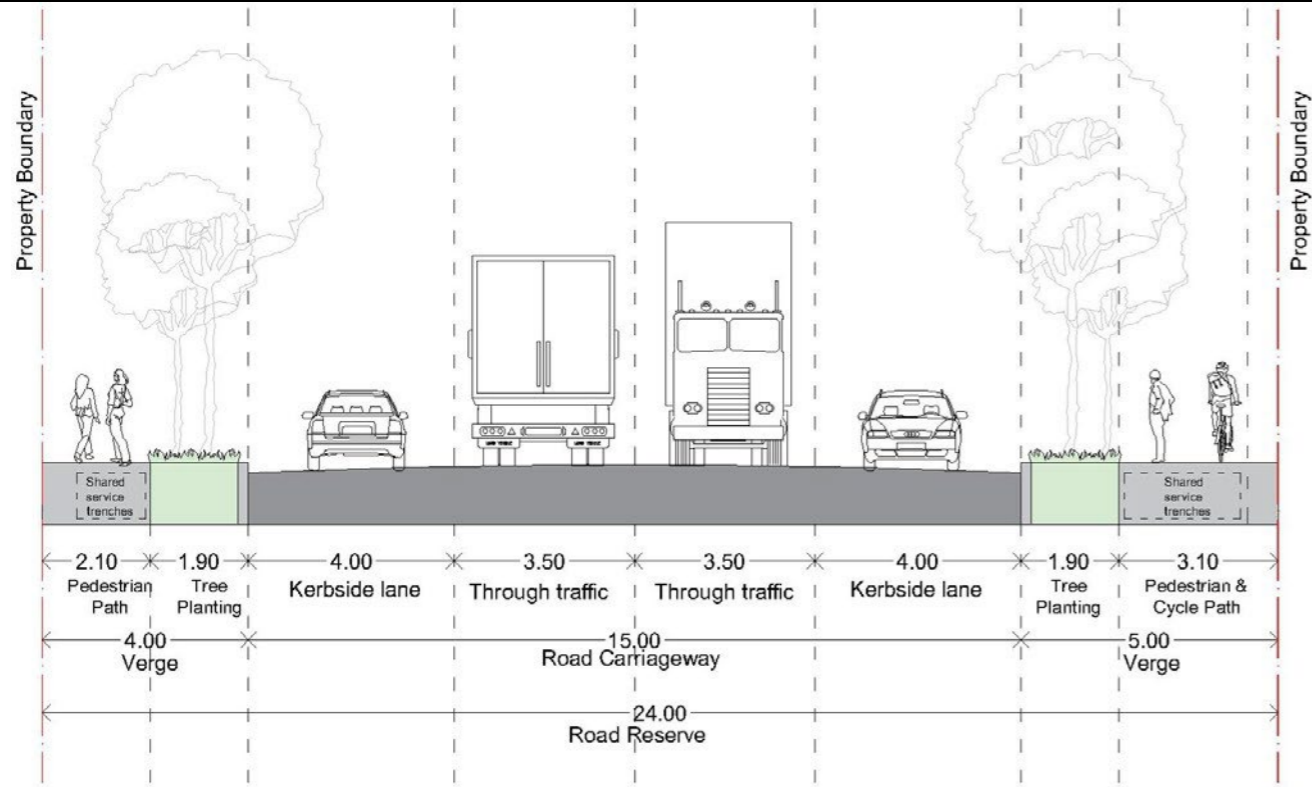 Property Boundary
Property Boundary
Shared
service
trenches
Shared
service
trenches
2.10
1.90
4.00
3.50
3.50
4.00
1.90
3.10
Pedestrian
Path
Tree
Planting
Kerbside lane
Through traffic
Through traffic
Kerbside lane
Tree
Planting
Pedestrian &
Cycle Path
4.00
Verge
15.00
Road Carriageway
5.00
Verge
24.00
Road Reserve